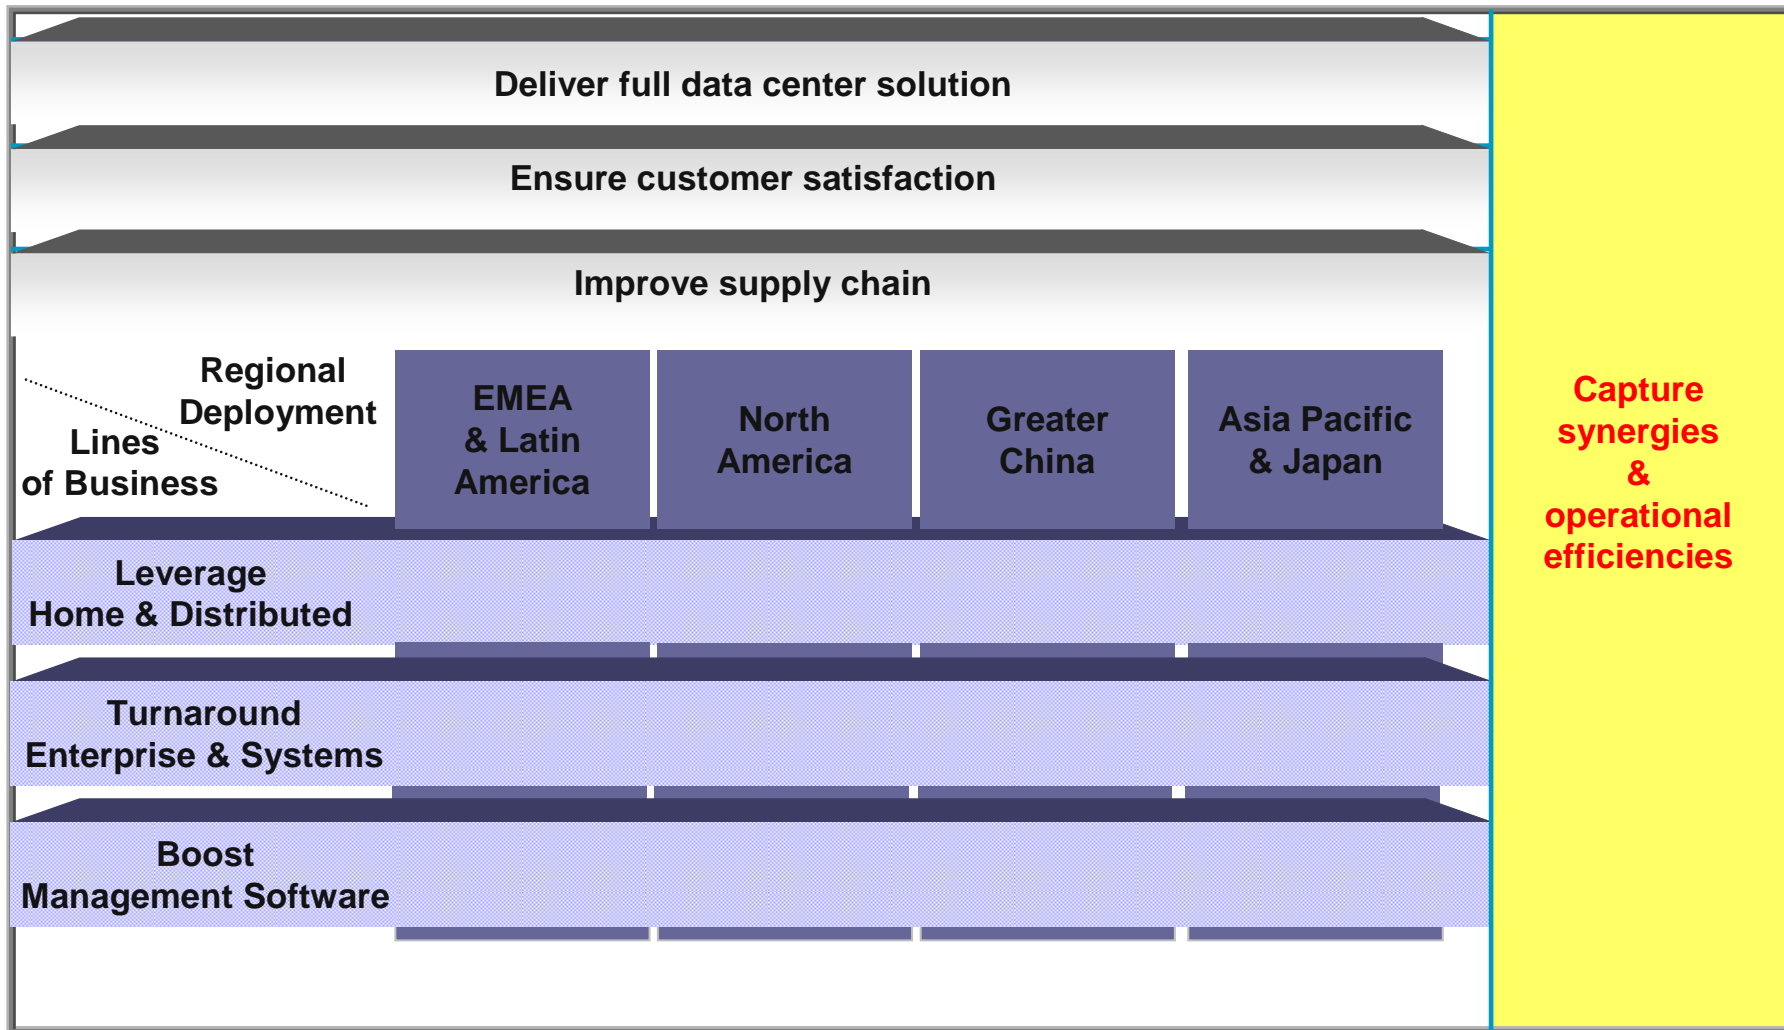 Deliver full data center solution
Ensure customer satisfaction
Improve supply chain
Regional
Deployment
Lines
of Business
EMEA
& Latin
America
North
America
Greater
China
Asia Pacific
& Japan
Capture
synergies
&
operational
efficiencies
Leverage
Home & Distributed
Turnaround
Enterprise & Systems
Boost
Management Software